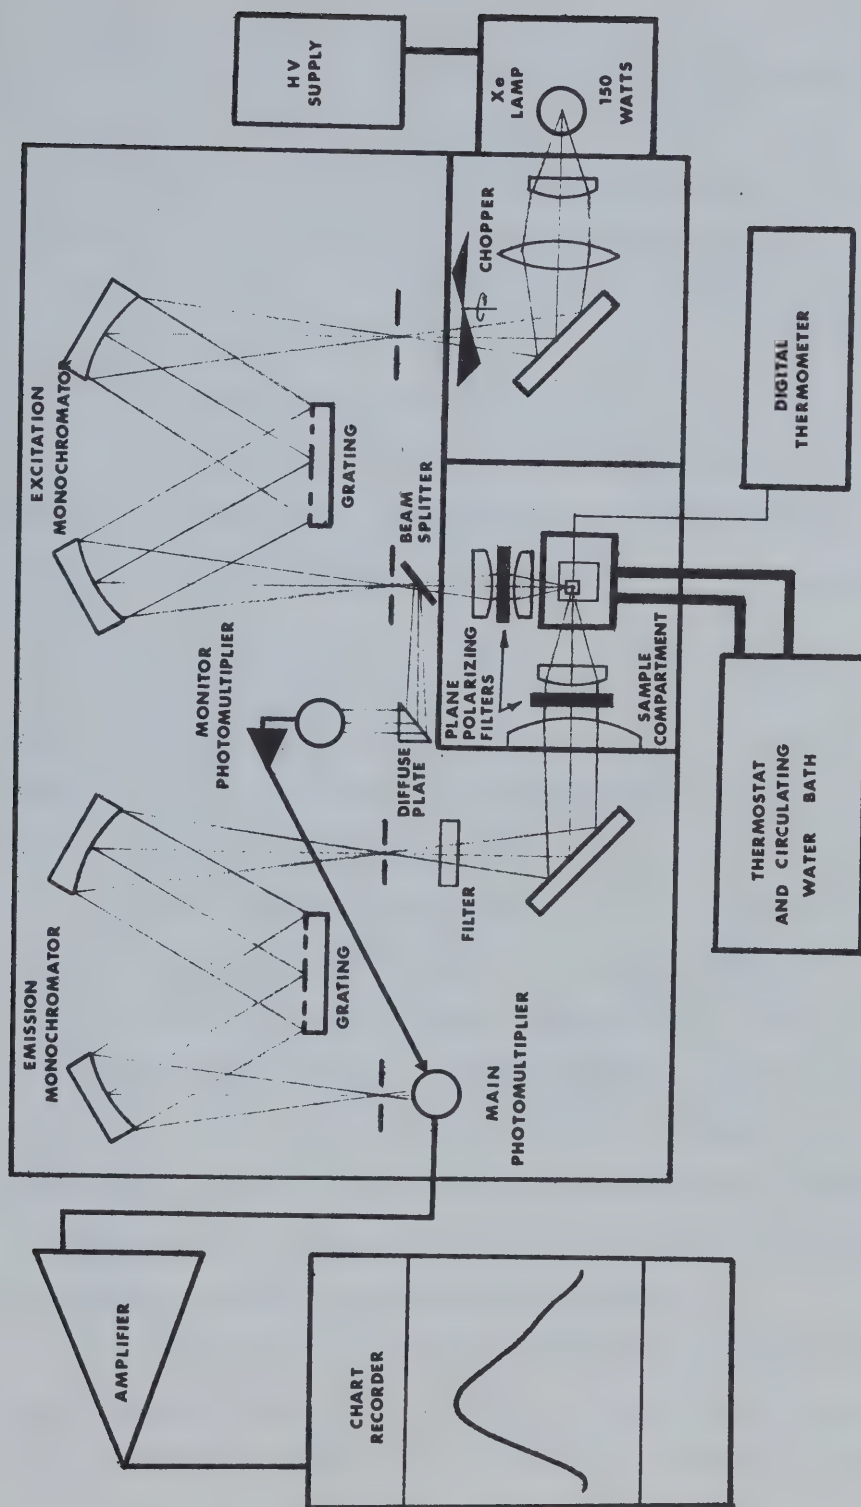 HV
SUPPLY
Xe
LAMP
150
WATTS
CHOPPER
EXCITATION
MONOCHROMATOR
GRATING
BEAM
SPLITTER
MONITOR
PHOTOMULTIPLIER
DIFFUSE
PLATE
PLANE
POLARIZING
FILTERS
SAMPLE
COMPARTMENT
DIGITAL
THERMOMETER
THERMOSTAT
AND CIRCULATING
WATER BATH
EMISSION
MONOCHROMATOR
GRATING
FILTER
MAIN
PHOTOMULTIPLIER
AMPLIFIER
CHART
RECORDER